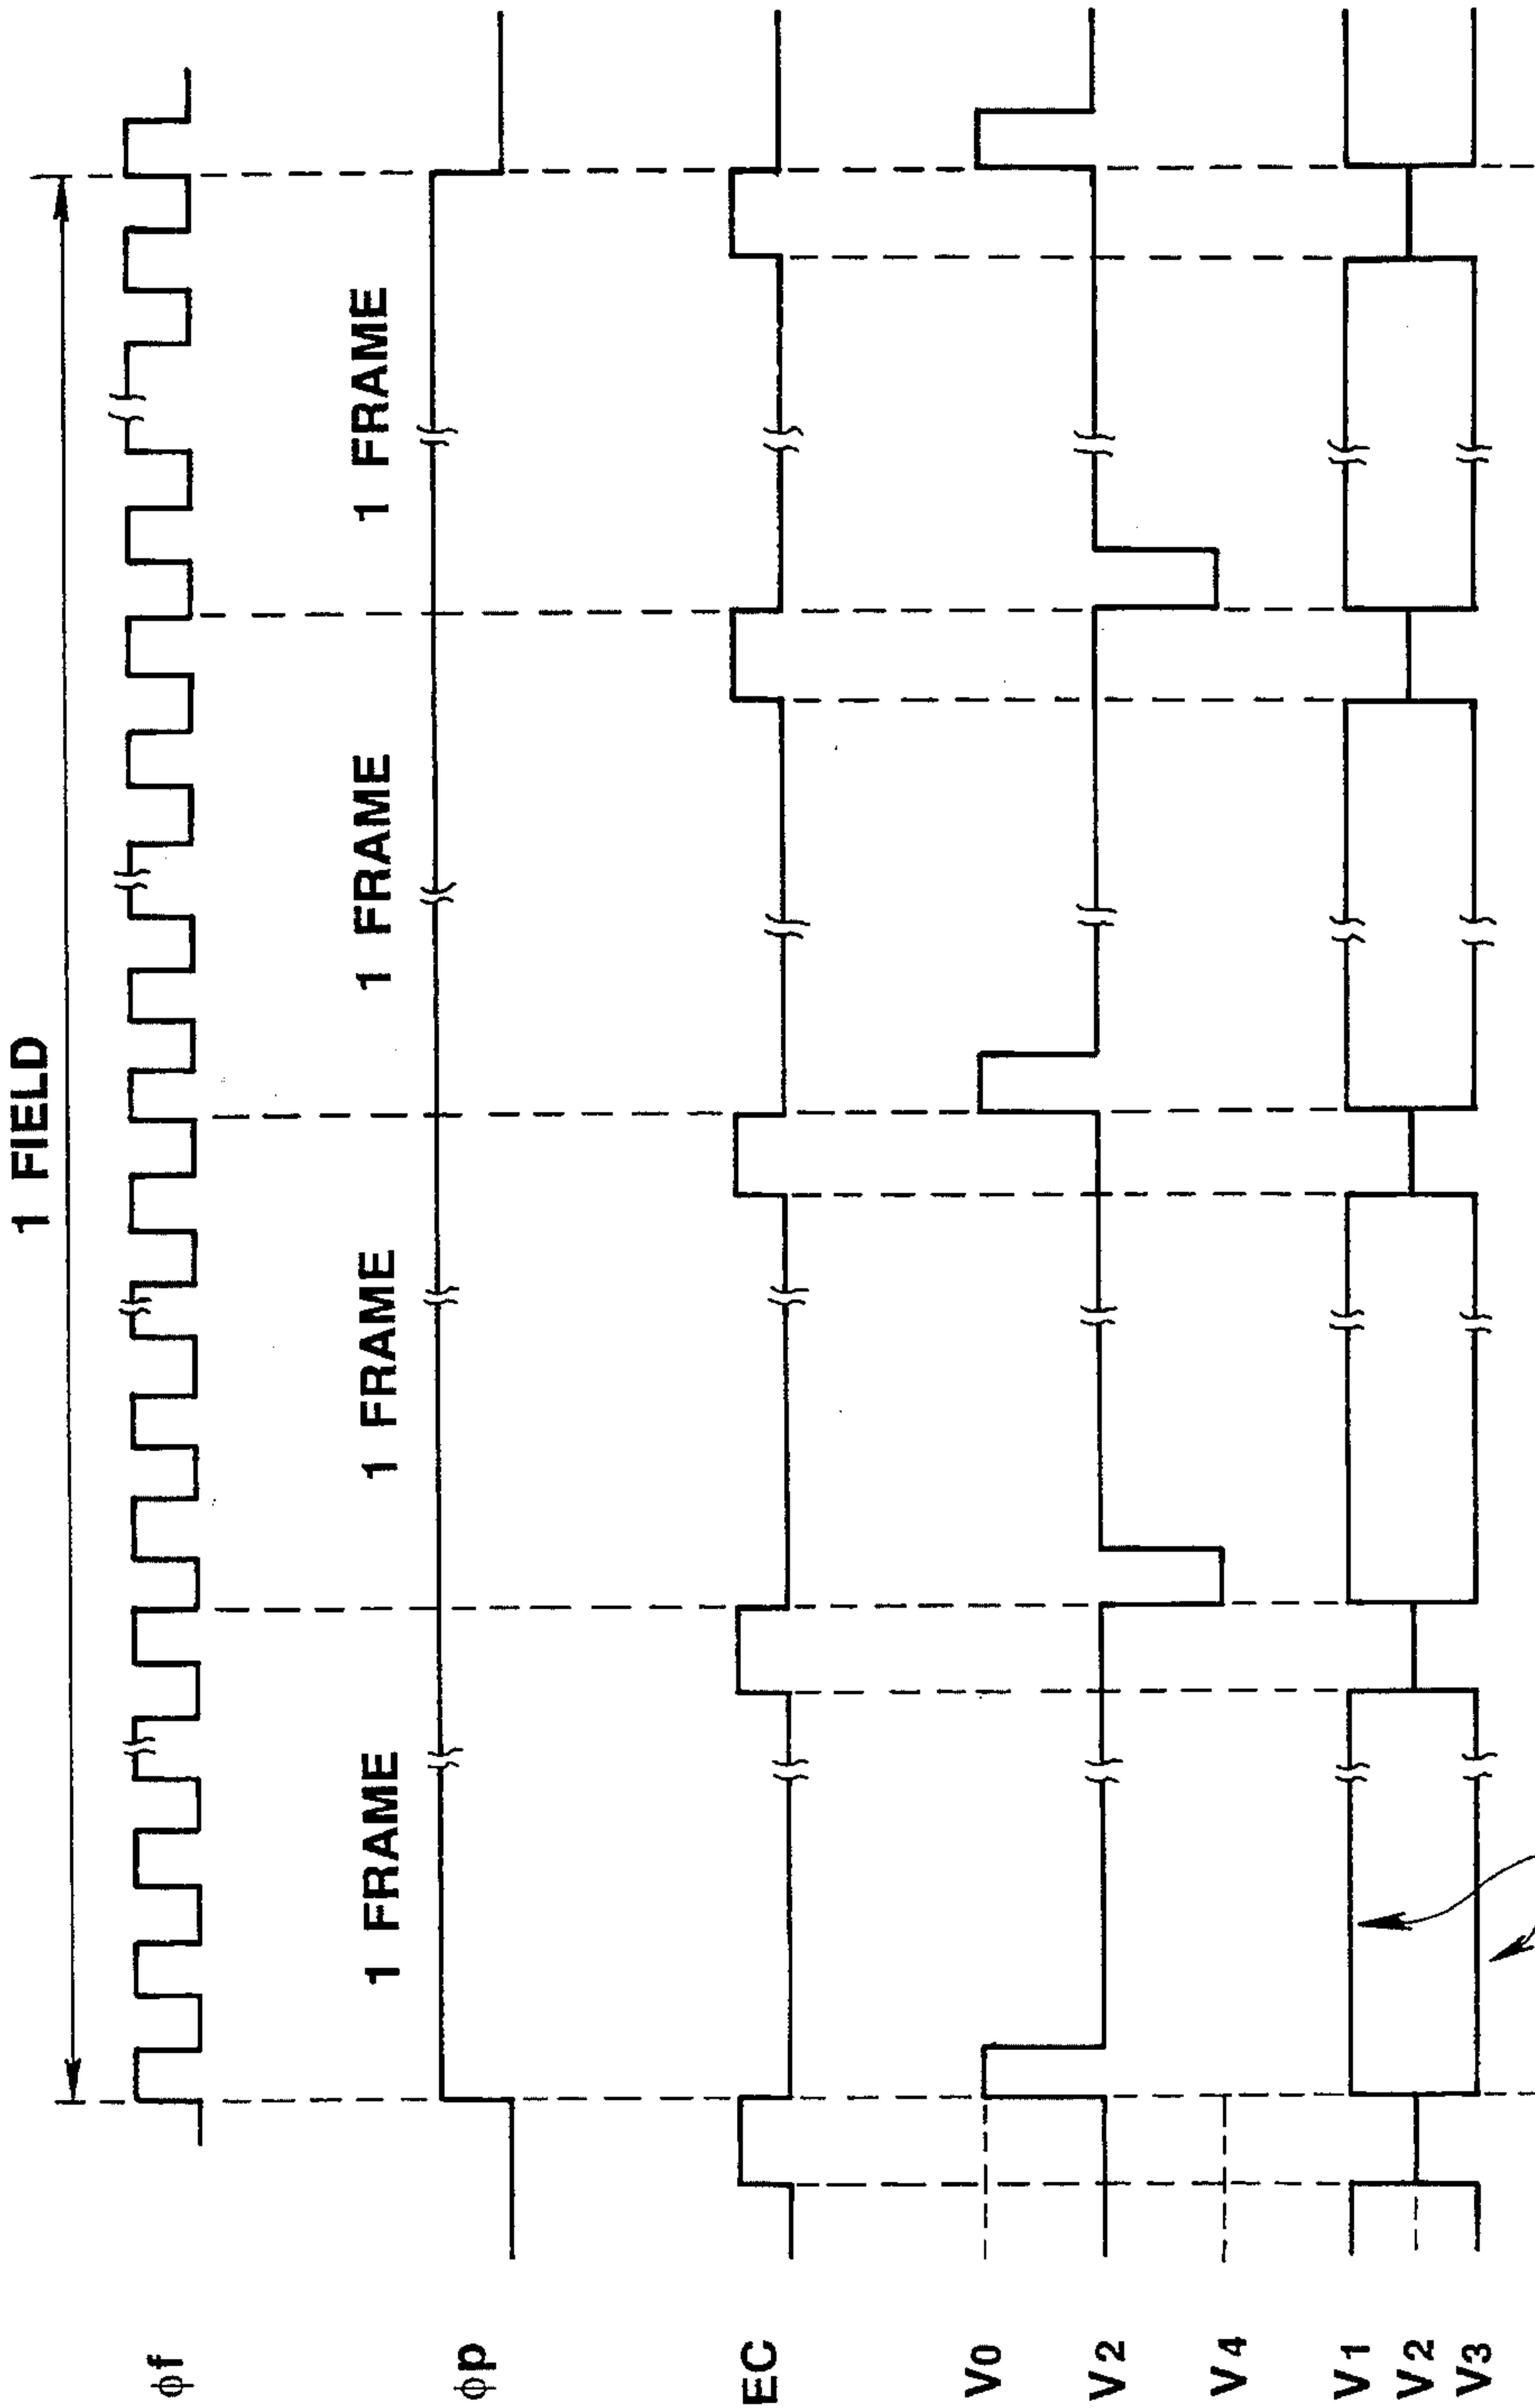 1 FIELD
1 FRAME
1 FRAME
1 FRAME
1 FRAME
φf
φp
EC
V0
V2
V4
V1
V2
V3